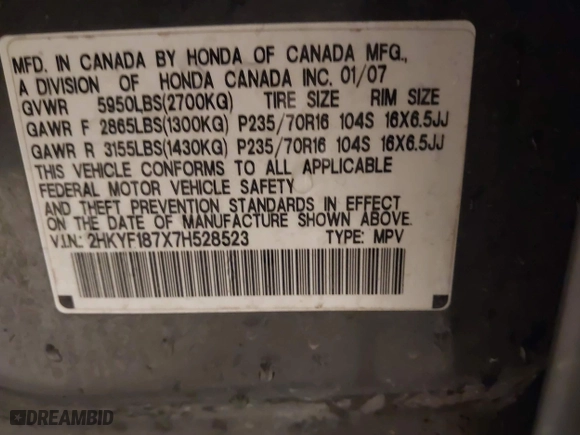 MFD. IN CANADA BY HONDA OF CANADA MFG.,
A DIVISION OF HONDA CANADA INC. 01/07
GVWR 5950LBS(2700KG) TIRE SIZE RIM SIZE
GAWR F 2865LBS(1300KG) P235/70R16 104S 16X6.5JJ
GAWR R 3155LBS(1430KG) P235/70R16 104S 16X6.5JJ
THIS VEHICLE CONFORMS TO ALL APPLICABLE
FEDERAL MOTOR VEHICLE SAFETY
AND THEFT PREVENTION STANDARDS IN EFFECT
ON THE DATE OF MANUFACTURE SHOWN ABOVE.
V.I.N.: 2HKYF187X7H528523 TYPE: MPV
DREAMBID